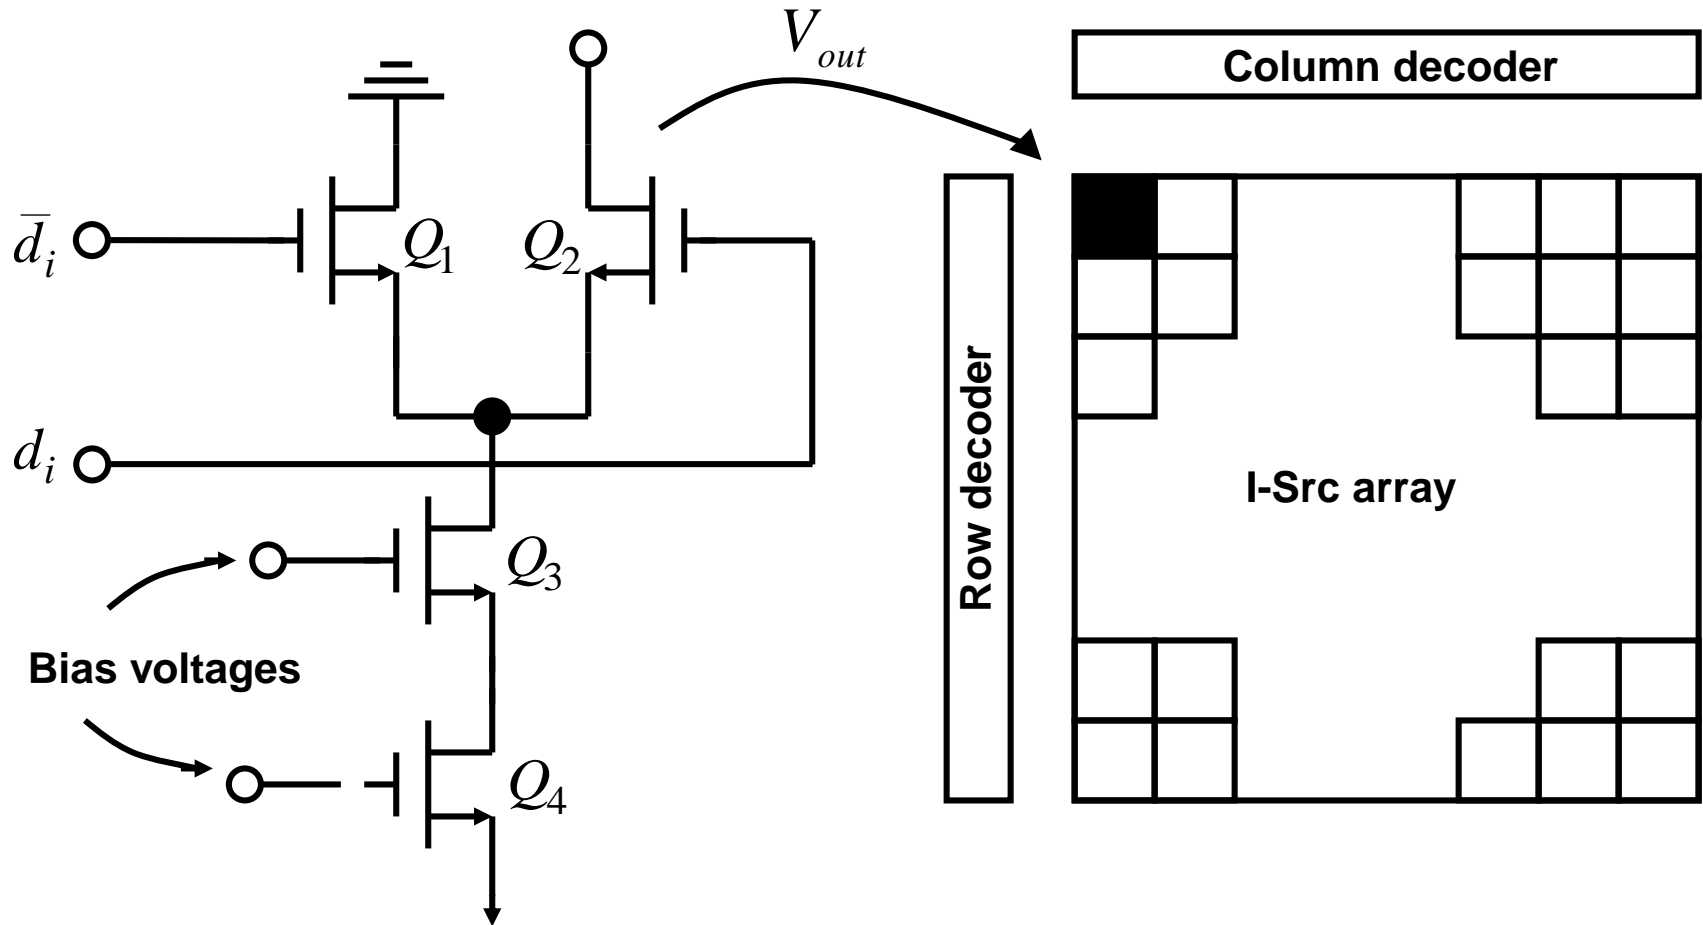 V_out
Column decoder
d̅_i
Q_1
Q_2
d_i
Row decoder
I-Src array
Q_3
Bias voltages
Q_4